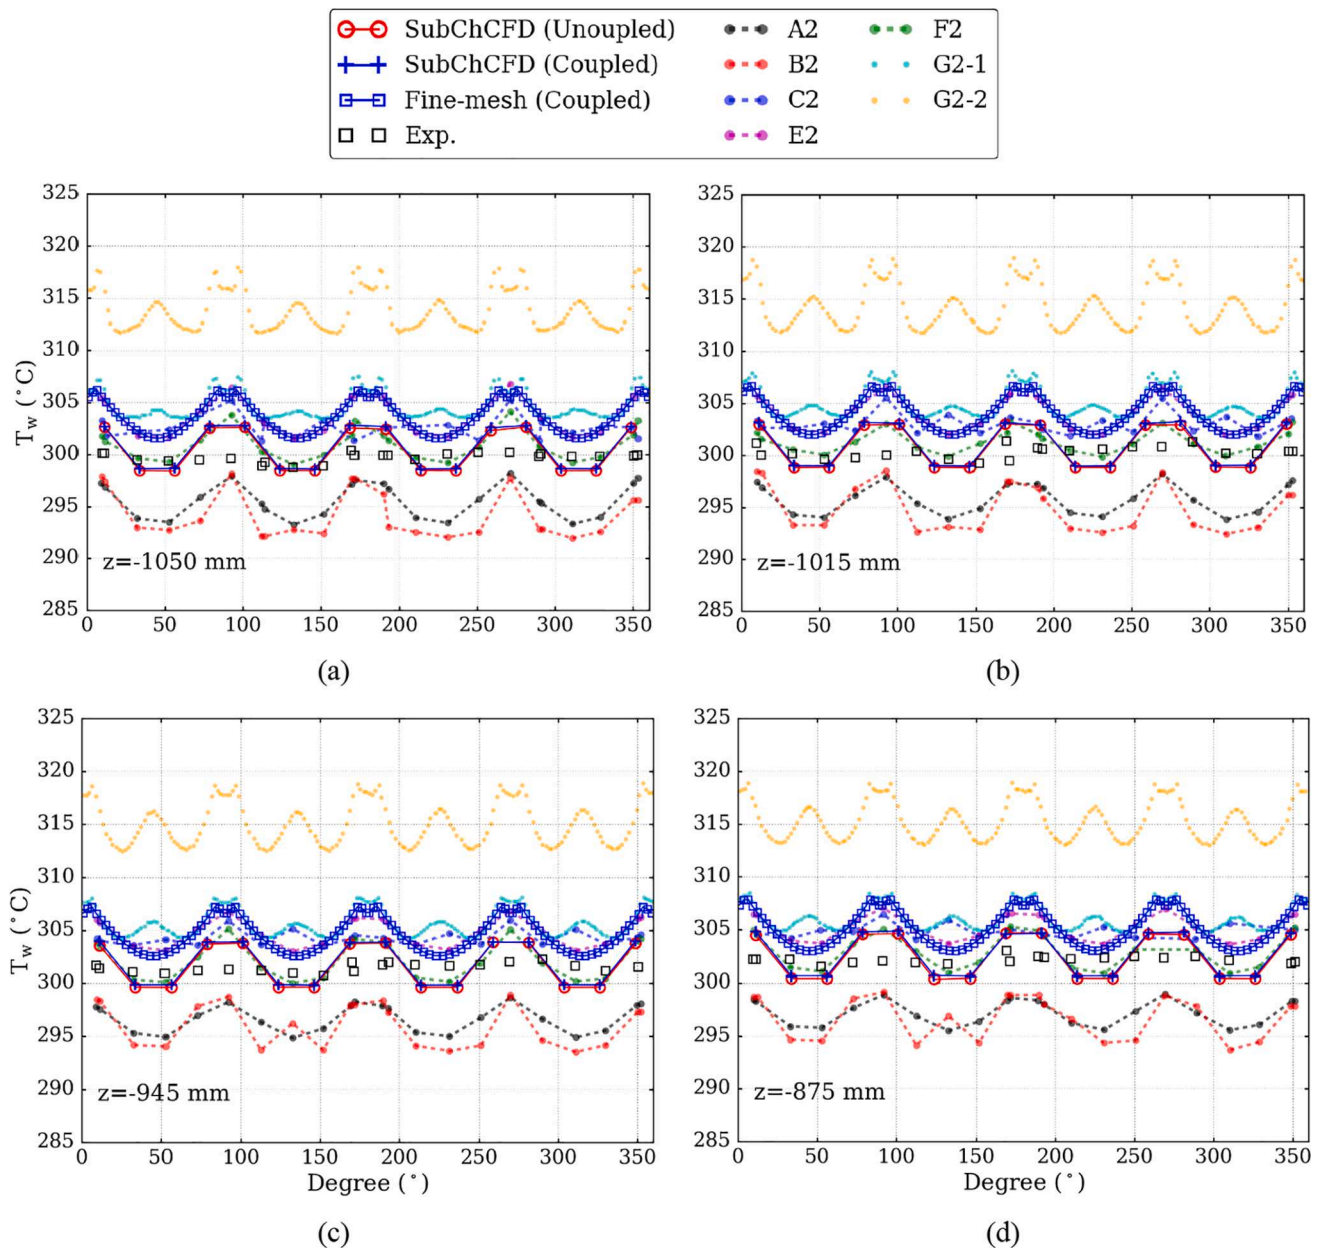 SubChCFD (Unoupled)
SubChCFD (Coupled)
Fine-mesh (Coupled)
Exp.
A2
B2
C2
E2
F2
G2-1
G2-2
T_w (°C)
325
320
315
310
305
300
295
290
285
z=-1050 mm
0 50 100 150 200 250 300 350
(a)
325
320
315
310
305
300
295
290
285
z=-1015 mm
0 50 100 150 200 250 300 350
(b)
T_w (°C)
325
320
315
310
305
300
295
290
285
z=-945 mm
0 50 100 150 200 250 300 350
Degree (°)
(c)
325
320
315
310
305
300
295
290
285
z=-875 mm
0 50 100 150 200 250 300 350
Degree (°)
(d)